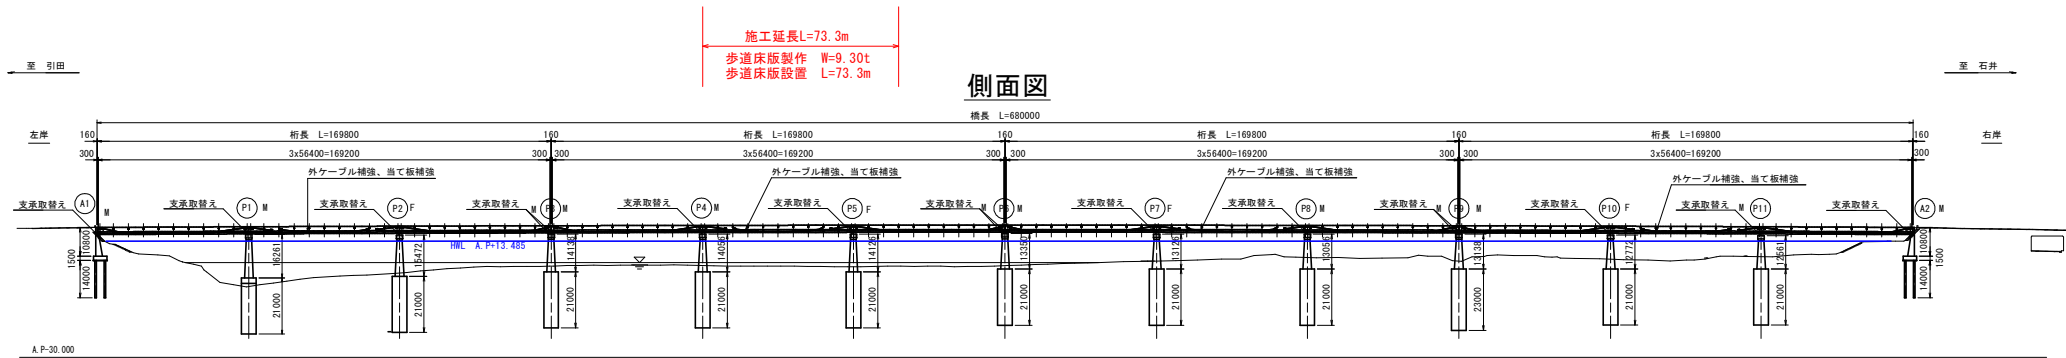 施工延長L=73.3m
歩道床版製作 W=9.30t
歩道床版設置 L=73.3m
至 引田
側面図
至 石井
橋長 L=680000
左岸
160
桁長 L=169800
160
桁長 L=169800
160
桁長 L=169800
160
桁長 L=169800
160
右岸
300
3x56400=169200
300
300
3x56400=169200
300
300
3x56400=169200
300
300
3x56400=169200
300
外ケーブル補強、当て板補強
外ケーブル補強、当て板補強
外ケーブル補強、当て板補強
外ケーブル補強、当て板補強
支承取替え
A1
M
支承取替え
P1
M
支承取替え
P2
F
支承取替え
M
P3
M
支承取替え
P4
M
支承取替え
P5
F
支承取替え
M
P6
M
支承取替え
P7
F
支承取替え
P8
M
支承取替え
M
P9
M
支承取替え
P10
F
支承取替え
M
P11
支承取替え
A2
M
HWL A.P+13.485
10800
1500
14000
16261
21000
15472
21000
14138
21000
14056
21000
14126
21000
13350
21000
13126
21000
13056
21000
13138
23000
12772
21000
12561
21000
10800
1500
14000
A.P-30.000